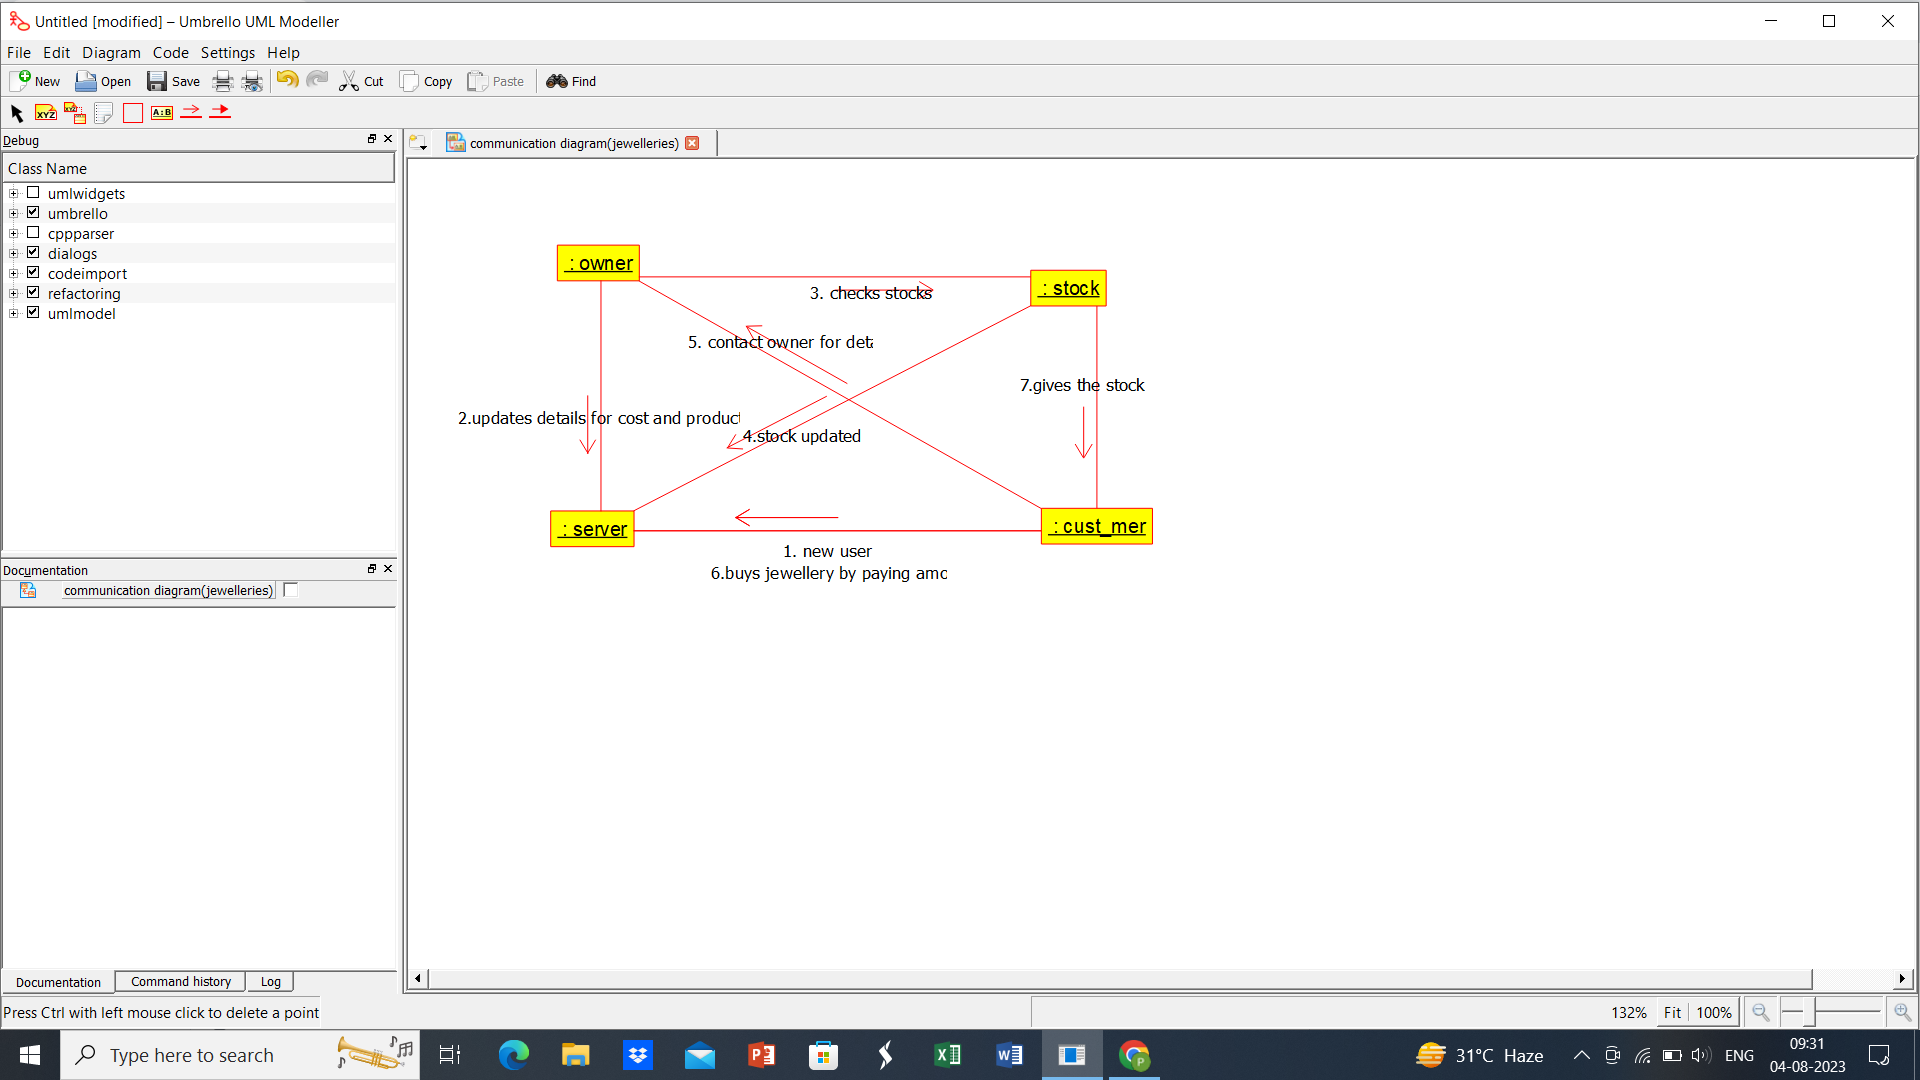 Untitled [modified] – Umbrello UML Modeller
File Edit Diagram Code Settings Help
New Open Save Cut Copy Paste Find
XYZ XYZ A:B
Debug
communication diagram(jewelleries)
Class Name
umlwidgets
umbrello
cppparser
dialogs
codeimport
refactoring
umlmodel
: owner
: stock
3. checks stocks
5. contact owner for deta
7.gives the stock
2.updates details for cost and product
4.stock updated
: server
: cust_mer
1. new user
6.buys jewellery by paying amo
Documentation
communication diagram(jewelleries)
Documentation Command history Log
Press Ctrl with left mouse click to delete a point
132% Fit 100%
Type here to search
31°C Haze
ENG
09:31
04-08-2023